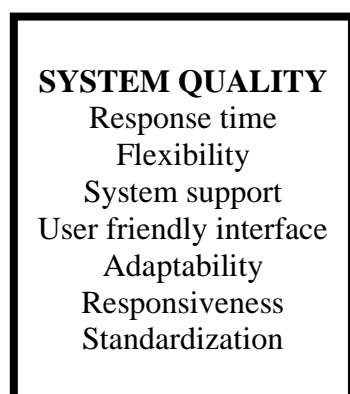 SYSTEM QUALITY
Response time
Flexibility
System support
User friendly interface
Adaptability
Responsiveness
Standardization